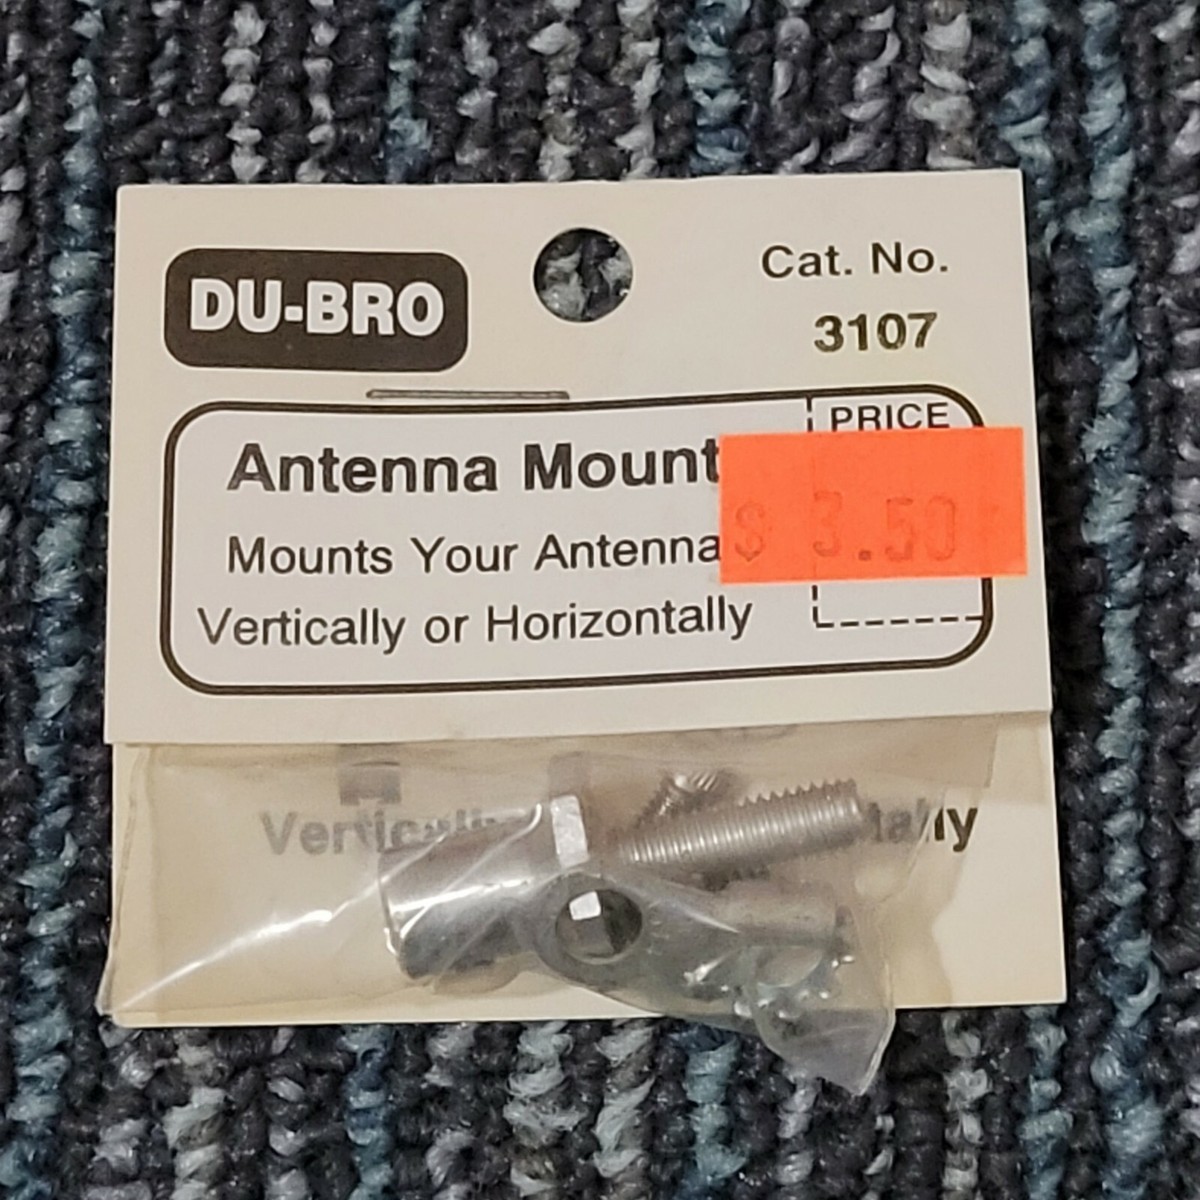 DU-BRO
Cat. No.
3107
PRICE
Antenna Mount
$ 3.50
Mounts Your Antenna
Vertically or Horizontally